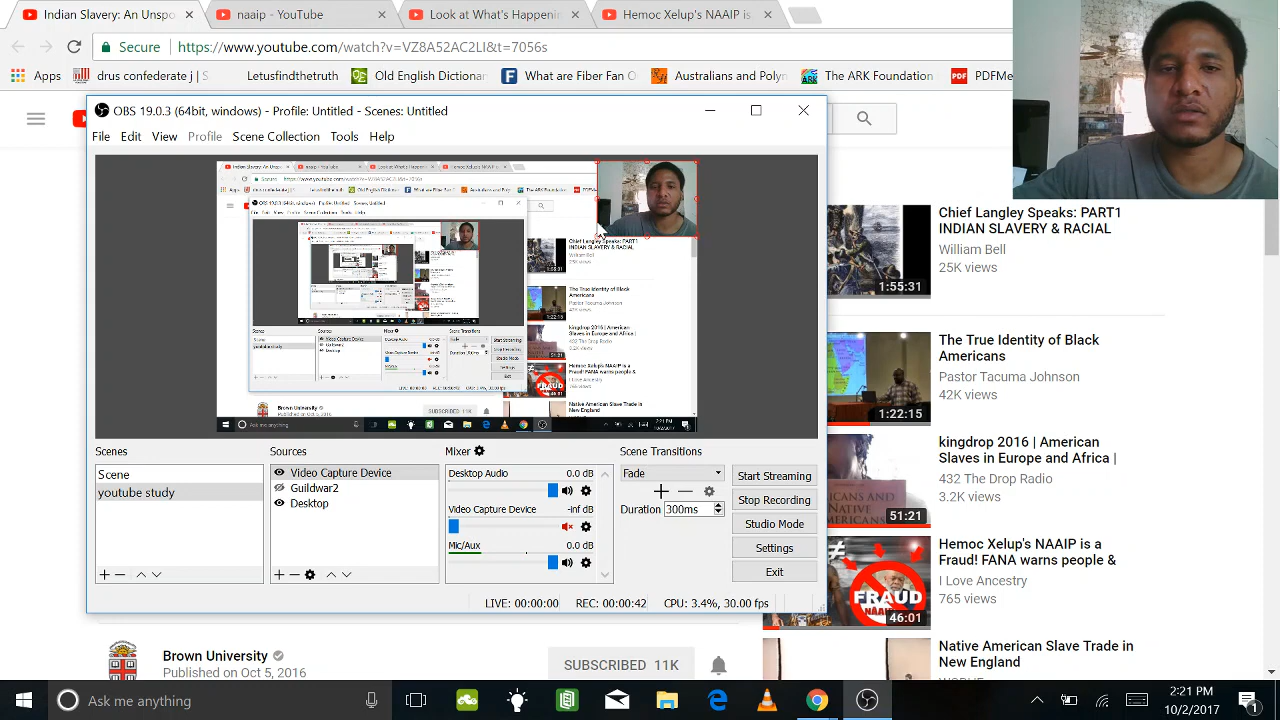 Indian Slavery: An Unspo
naaip - YouTube
Look at What's Happenin
Hemoc Xelup's NAAIP is
Secure
https://www.youtube.com/watch?v=VZ8A52AC2LI&t=7056s
Apps
drus confederate j | S
Lexusfindthetruth
Old English Dictionar
What are Fiber Fan O
Australia's and Polyn
The ARK Foundation
PDFMe
OBS 19.0.3 (64bit, windows) - Profile: Untitled - Scenes: Untitled
File Edit View Profile Scene Collection Tools H
Chief Langley Speaks: PART1
INDIAN SLAVERY & RACIAL
William Bell
25K views
1:55:31
The True Identity of Black
Americans
Pastor Tacuma Johnson
42K views
1:22:15
kingdrop 2016 | American
Slaves in Europe and Africa |
432 The Drop Radio
3.2K views
51:21
Hemoc Xelup's NAAIP is a
Fraud! FANA warns people &
I Love Ancestry
765 views
FRAUD
46:01
Native American Slave Trade in
New England
Scenes
Scene
youtube study
Sources
Video Capture Device
Guildwar2
Desktop
Mixer
Desktop Audio 0.0 dB
Video Capture Device -inf dB
Mic/Aux 0.0 dB
Scene Transitions
Fade
Duration 300ms
Start Streaming
Stop Recording
Studio Mode
Settings
Exit
LIVE: 00:00:00 REC: 00:00:42 CPU: 3.4%, 30.00 fps
Brown University
Published on Oct 5, 2016
SUBSCRIBED 11K
Ask me anything
2:21 PM
10/2/2017